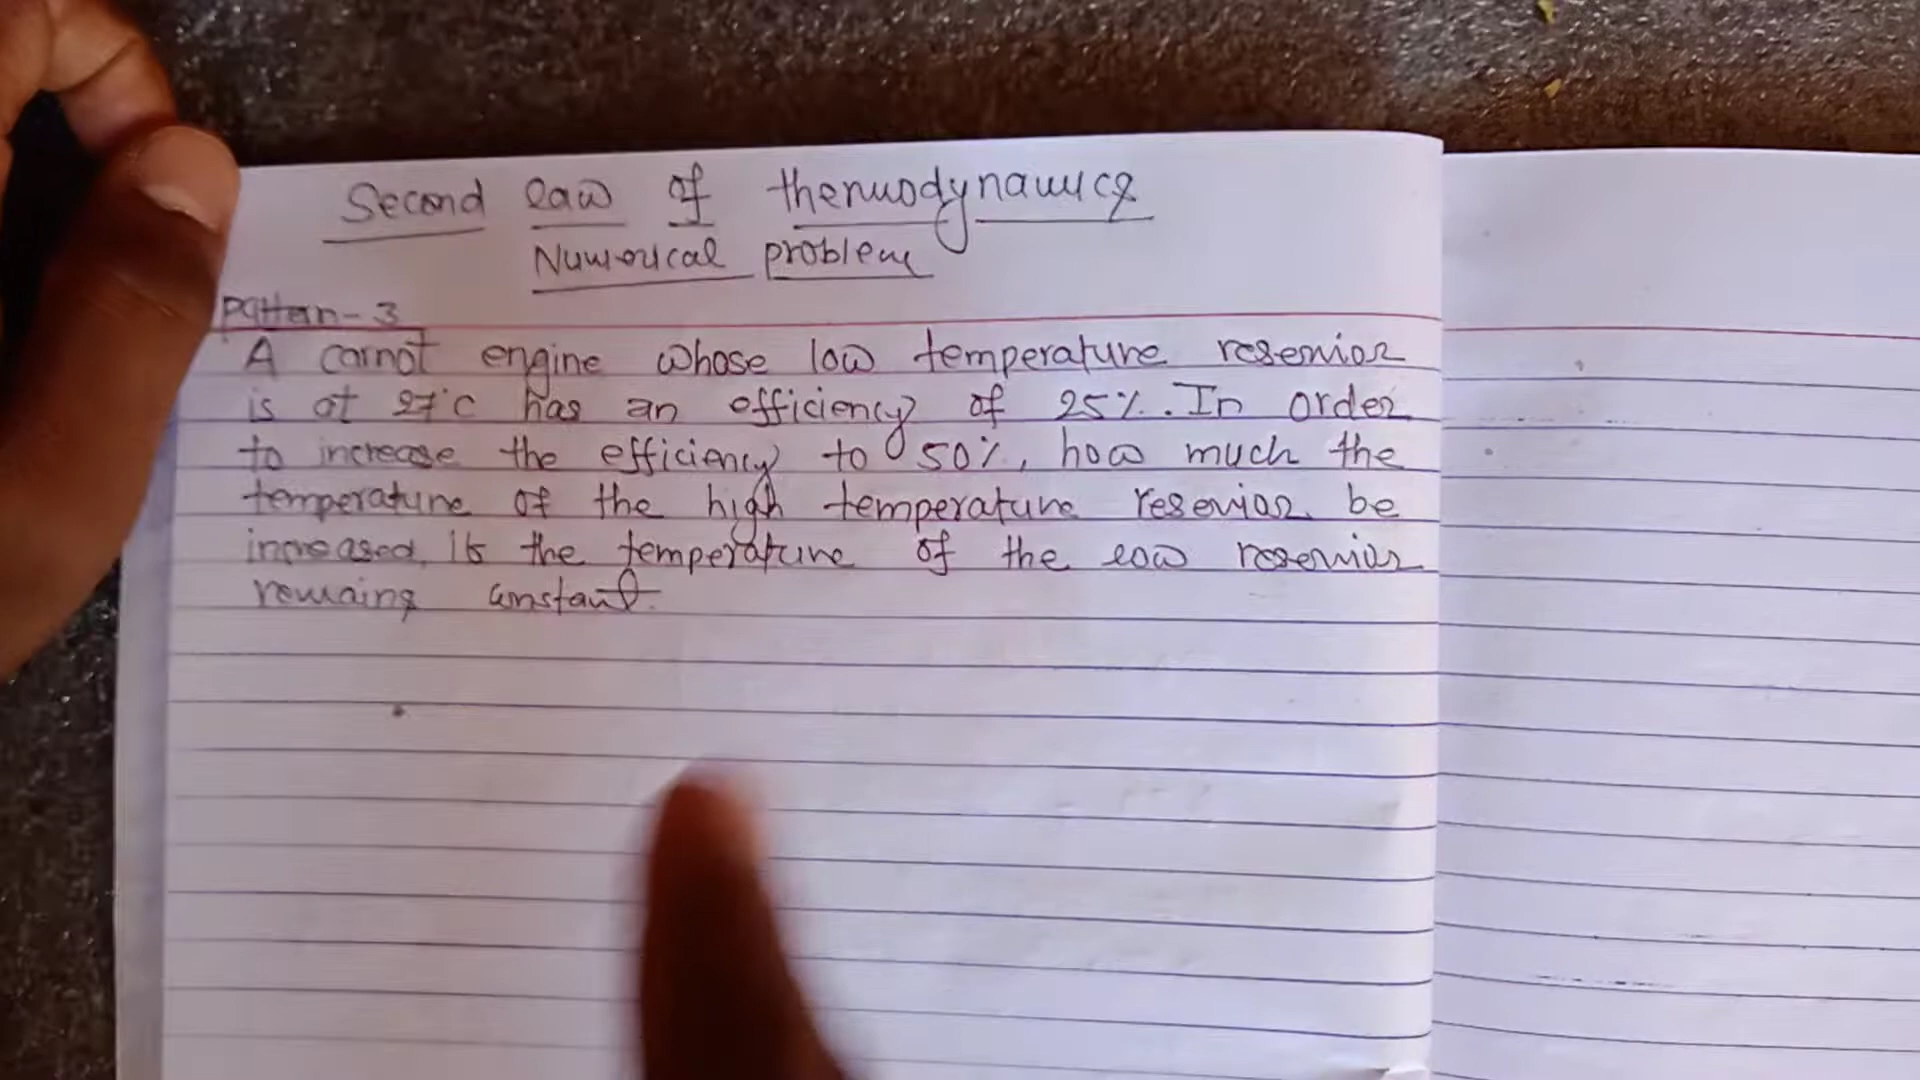 Second law of thermodynamics
Numerical problem
Pattern-3
A carnot engine whose low temperature reservior
is at 27°C has an efficiency of 25%. In order
to increase the efficiency to 50%, how much the
temperature of the high temperature reservior be
increased, if the temperature of the low reservior
remains constant.